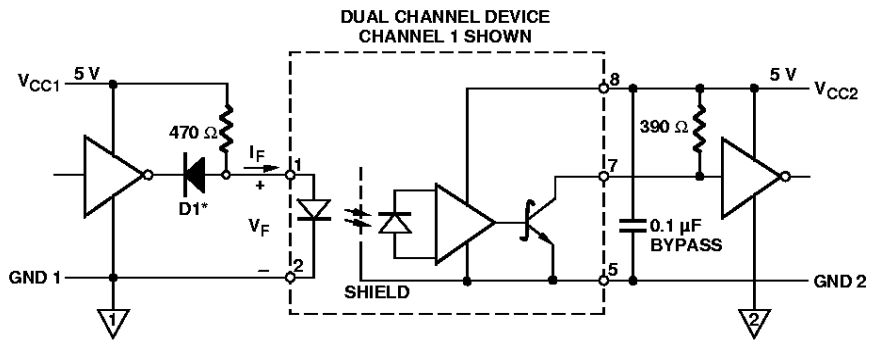 DUAL CHANNEL DEVICE
CHANNEL 1 SHOWN
VCC1
5 V
470 Ω
IF
+
D1*
VF
1
2
–
GND 1
1
SHIELD
8
7
5
5 V
VCC2
390 Ω
0.1 µF
BYPASS
GND 2
2